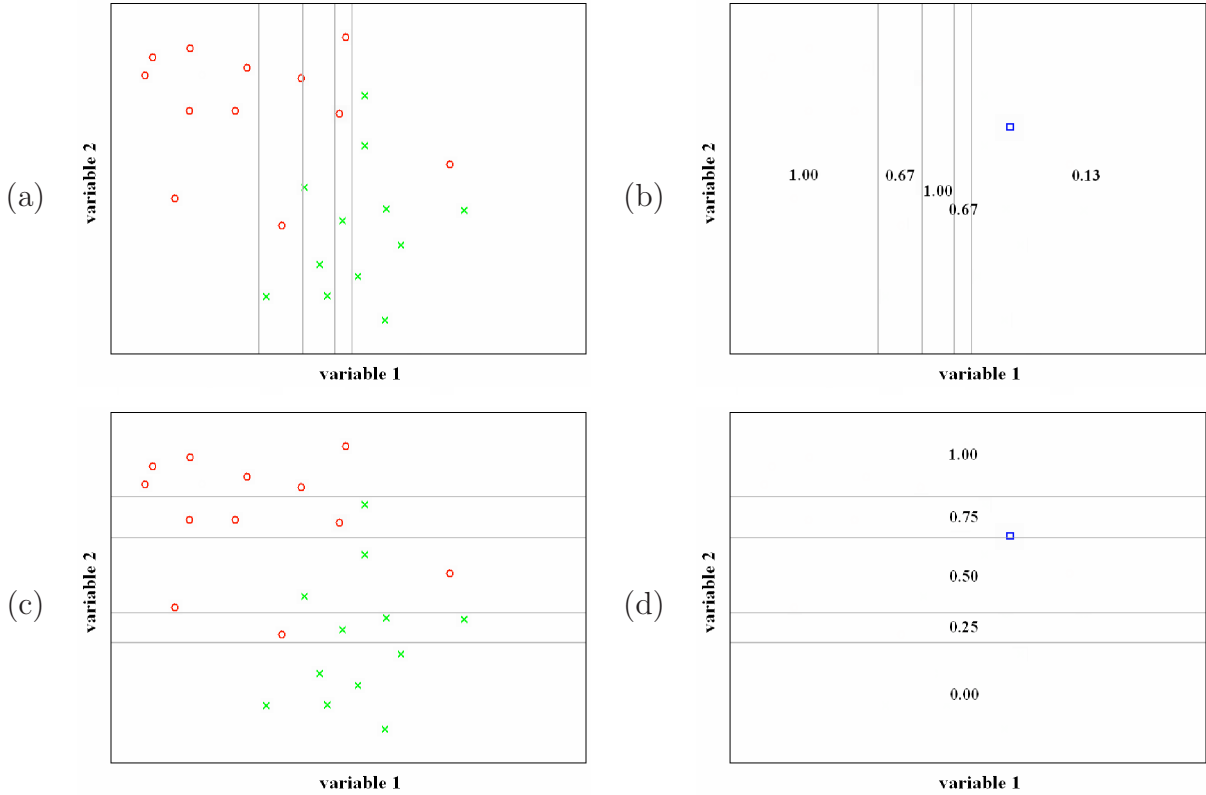 (a)
variable 2
variable 1
(b)
variable 2
1.00
0.67
1.00
0.67
0.13
variable 1
(c)
variable 2
variable 1
(d)
variable 2
1.00
0.75
0.50
0.25
0.00
variable 1